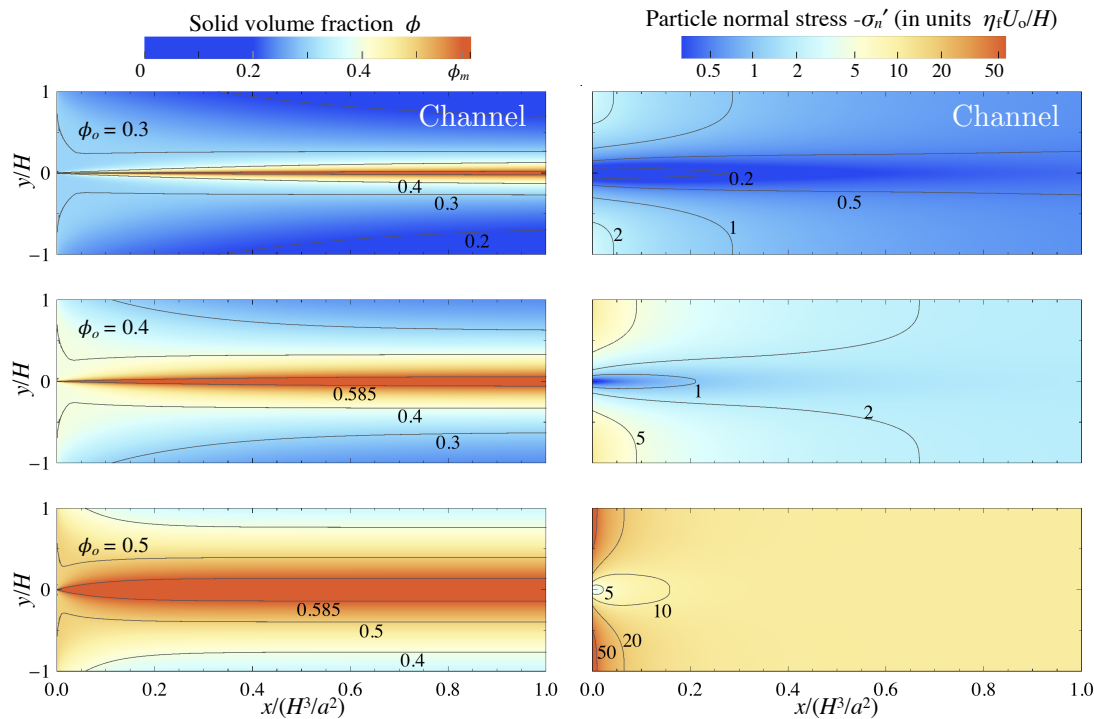 Solid volume fraction ϕ
0 0.2 0.4 ϕₘ
Particle normal stress -σₙ′ (in units η_f U_o/H)
0.5 1 2 5 10 20 50
y/H
1
0
−1
ϕₒ = 0.3
Channel
0.4
0.3
0.2
Channel
0.2
0.5
1
2
y/H
1
0
−1
ϕₒ = 0.4
0.585
0.4
0.3
1
2
5
y/H
1
0
−1
ϕₒ = 0.5
0.585
0.5
0.4
5
10
20
50
0.0 0.2 0.4 0.6 0.8 1.0
x/(H³/a²)
0.0 0.2 0.4 0.6 0.8 1.0
x/(H³/a²)